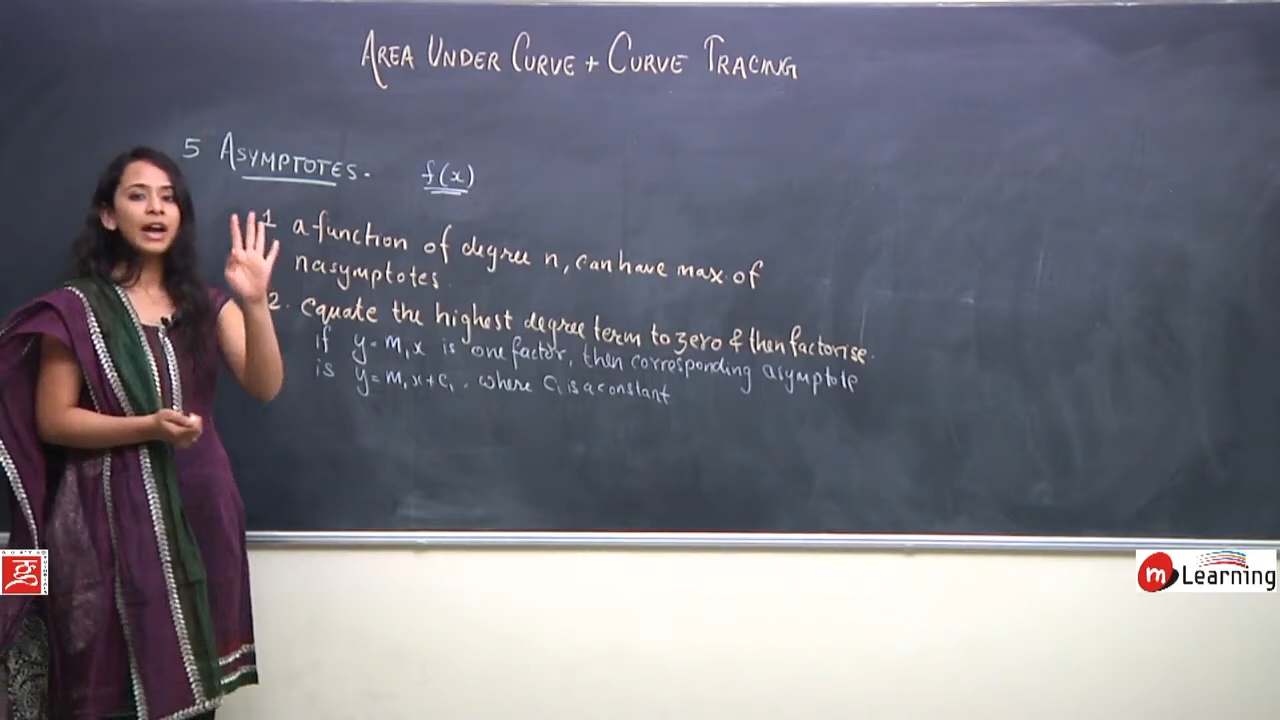 AREA UNDER CURVE + CURVE TRACING
5 ASYMPTOTES. f(x)
1 a function of degree n, can have max of
n asymptotes.
2. equate the highest degree term to zero & then factorise.
if y=m₁x is one factor, then corresponding asymptote
is y=m₁x+c₁. where c₁ is a constant
GURTU TUTORIALS
m Learning